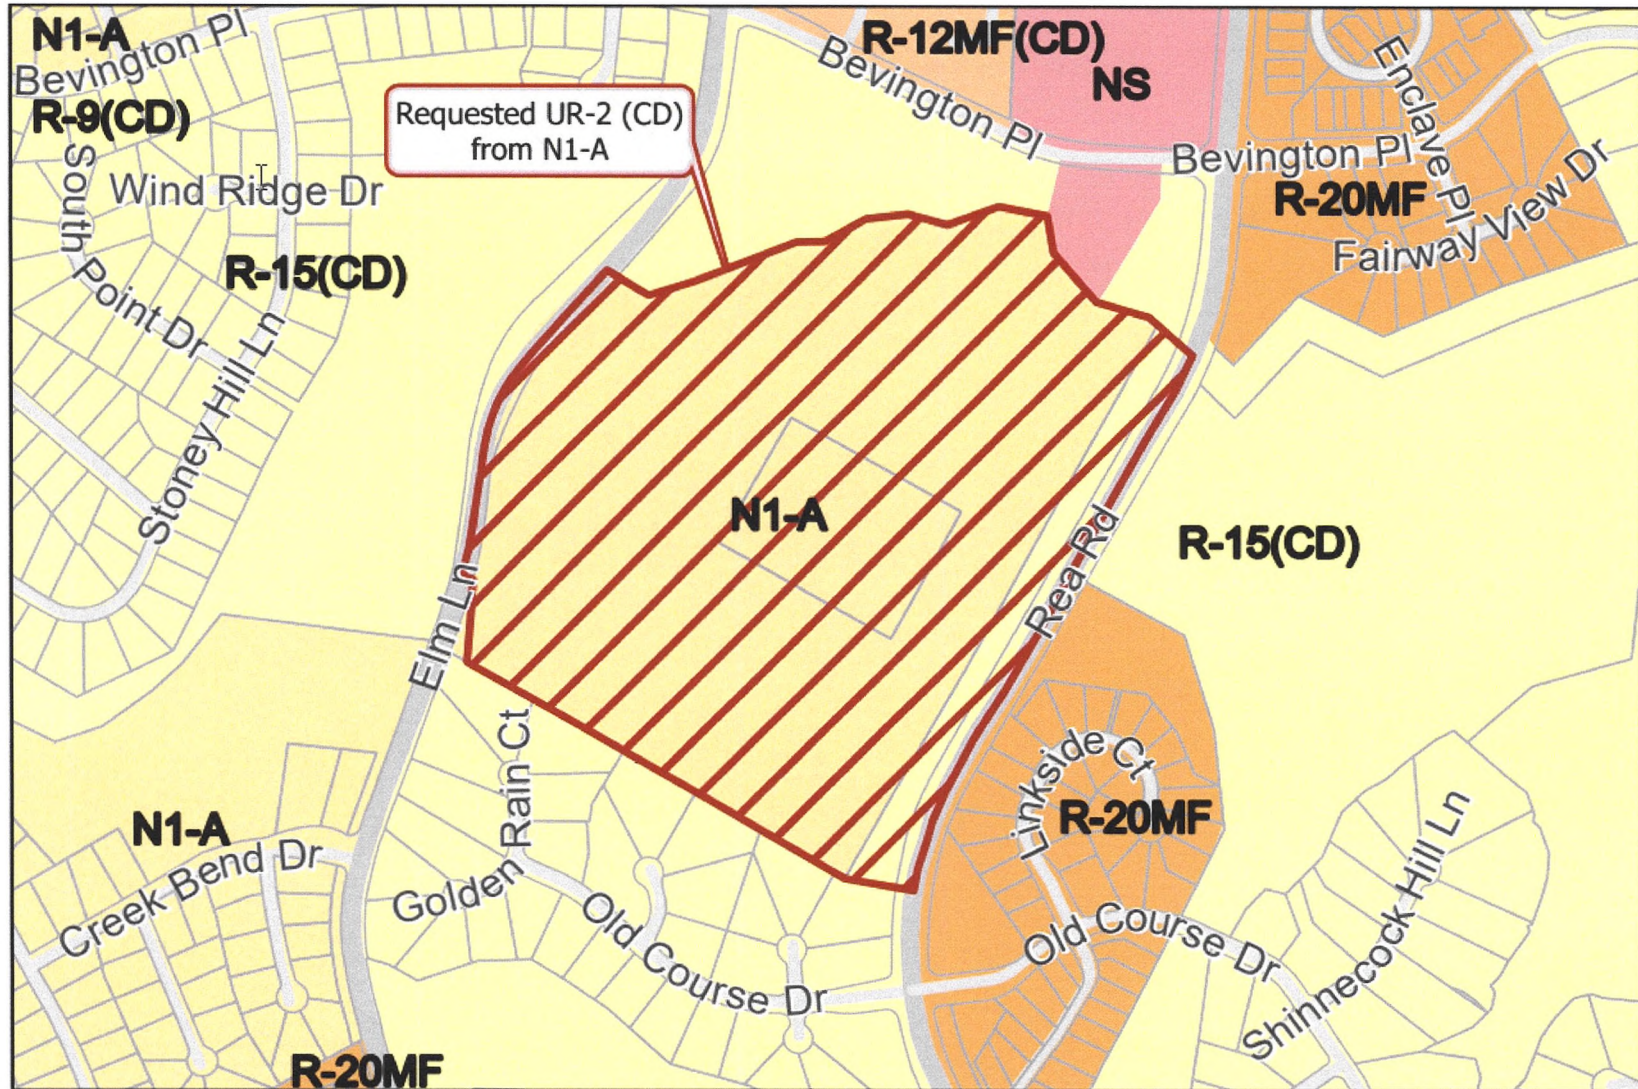 N1-A
Bevington Pl
R-9(CD)
South Point Dr
Wind Ridge Dr
R-15(CD)
Stoney Hill Ln
Requested UR-2 (CD)
from N1-A
R-12MF(CD)
Bevington Pl
NS
Bevington Pl
Enclave Pl
R-20MF
Fairway View Dr
N1-A
R-15(CD)
Elm Ln
Rea Rd
N1-A
Creek Bend Dr
Golden Rain Ct
Old Course Dr
Linkside Ct
R-20MF
Old Course Dr
Shinnecock Hill Ln
R-20MF